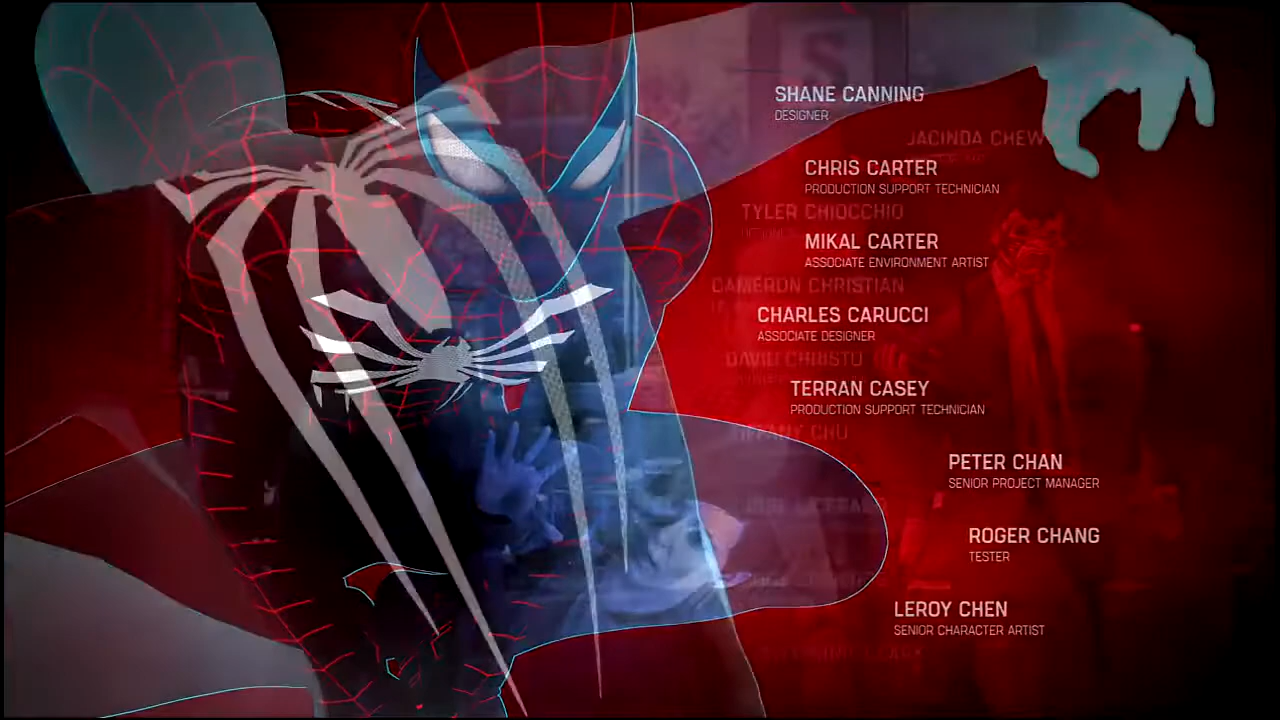 S
SHANE CANNING
DESIGNER
JACINDA CHEW
CHRIS CARTER
PRODUCTION SUPPORT TECHNICIAN
TYLER CHIOCCHIO
MIKAL CARTER
ASSOCIATE ENVIRONMENT ARTIST
CAMERON CHRISTIAN
CHARLES CARUCCI
ASSOCIATE DESIGNER
DAVID CHRISTU
TERRAN CASEY
PRODUCTION SUPPORT TECHNICIAN
TIFFANY CHU
PETER CHAN
SENIOR PROJECT MANAGER
ROGER CHANG
TESTER
LEROY CHEN
SENIOR CHARACTER ARTIST